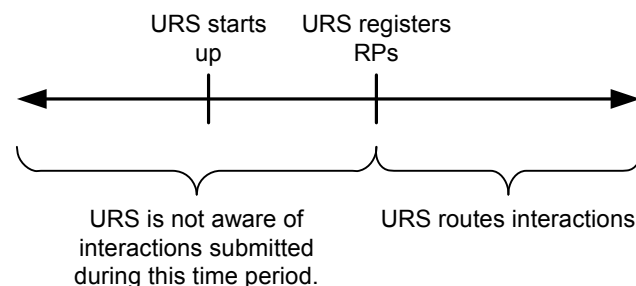 URS starts
up
URS registers
RPs
URS is not aware of
interactions submitted
during this time period.
URS routes interactions